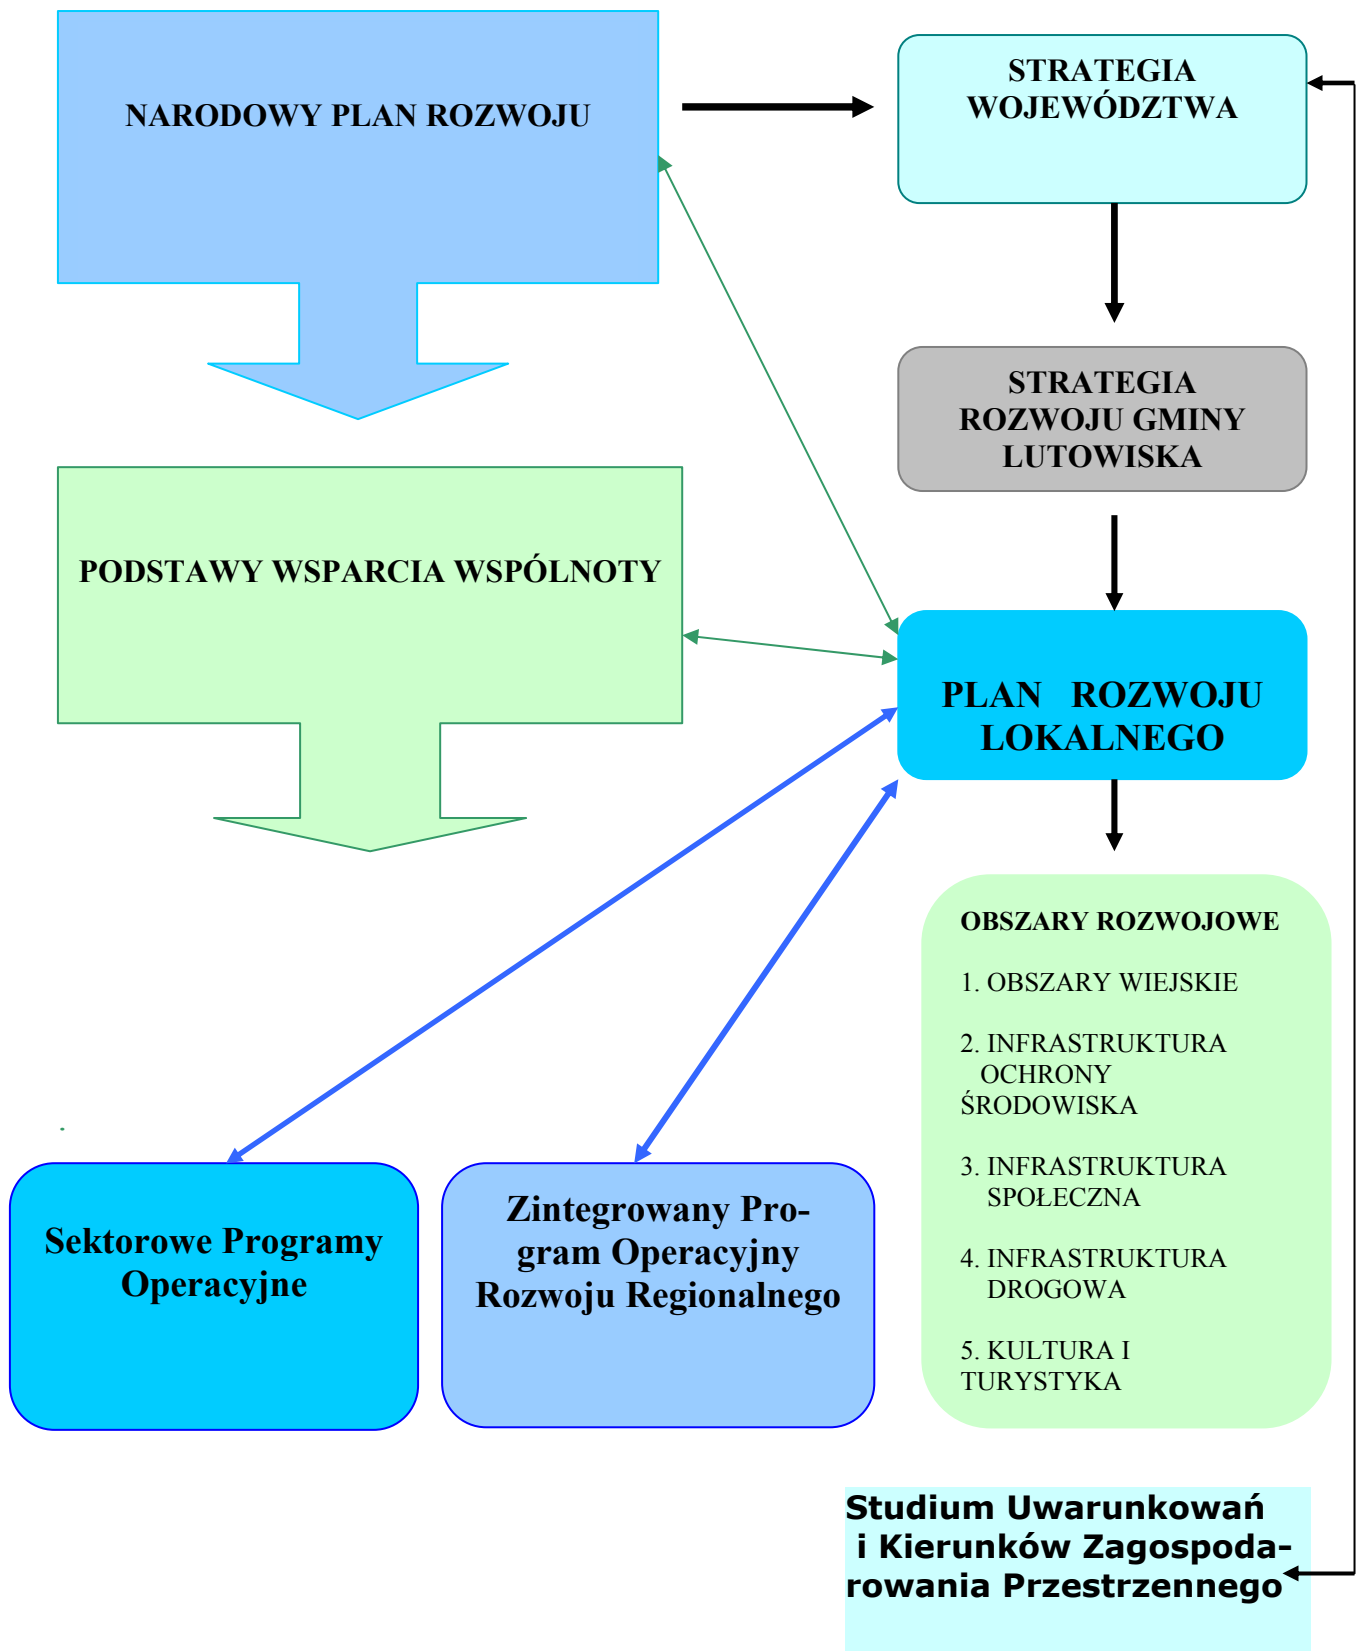 NARODOWY PLAN ROZWOJU
STRATEGIA
WOJEWÓDZTWA
STRATEGIA
ROZWOJU GMINY
LUTOWISKA
PODSTAWY WSPARCIA WSPÓLNOTY
PLAN ROZWOJU
LOKALNEGO
OBSZARY ROZWOJOWE
1. OBSZARY WIEJSKIE
2. INFRASTRUKTURA
OCHRONY
ŚRODOWISKA
3. INFRASTRUKTURA
SPOŁECZNA
4. INFRASTRUKTURA
DROGOWA
5. KULTURA I
TURYSTYKA
Sektorowe Programy
Operacyjne
Zintegrowany Pro-
gram Operacyjny
Rozwoju Regionalnego
Studium Uwarunkowań
i Kierunków Zagospoda-
rowania Przestrzennego